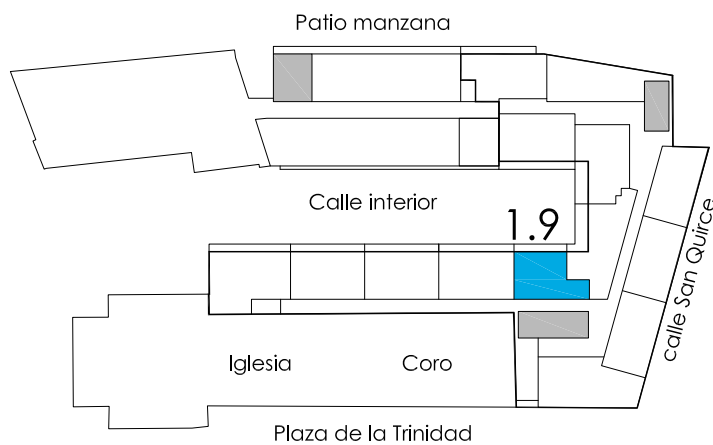 Patio manzana
Calle interior
1.9
calle San Quirce
Iglesia
Coro
Plaza de la Trinidad